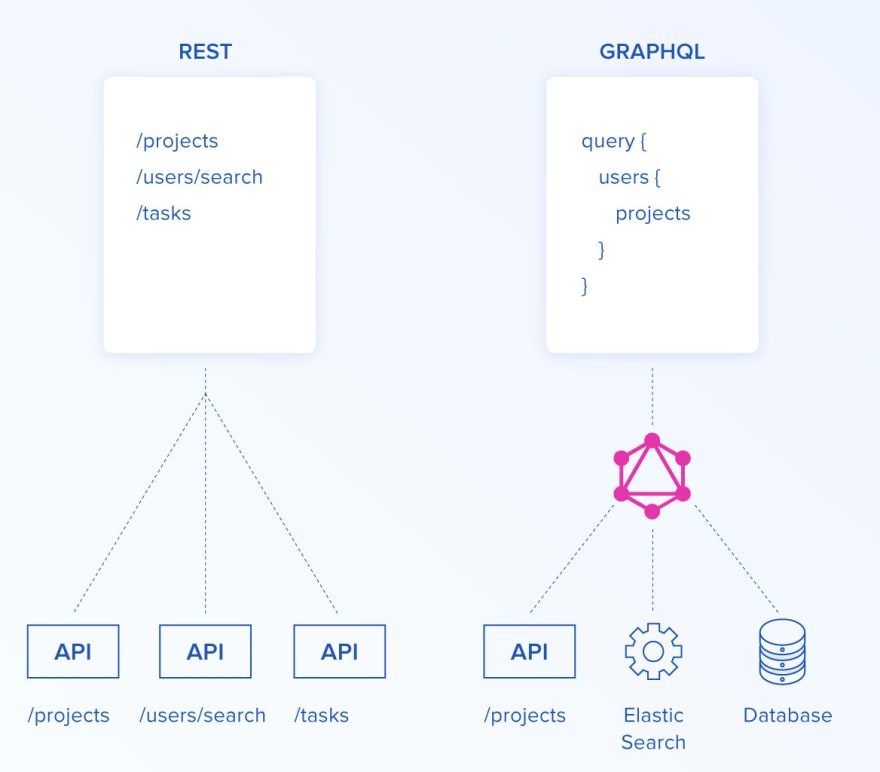 REST
/projects
/users/search
/tasks
API
/projects
API
/users/search
API
/tasks
GRAPHQL
query {
users {
projects
}
}
API
/projects
Elastic
Search
Database